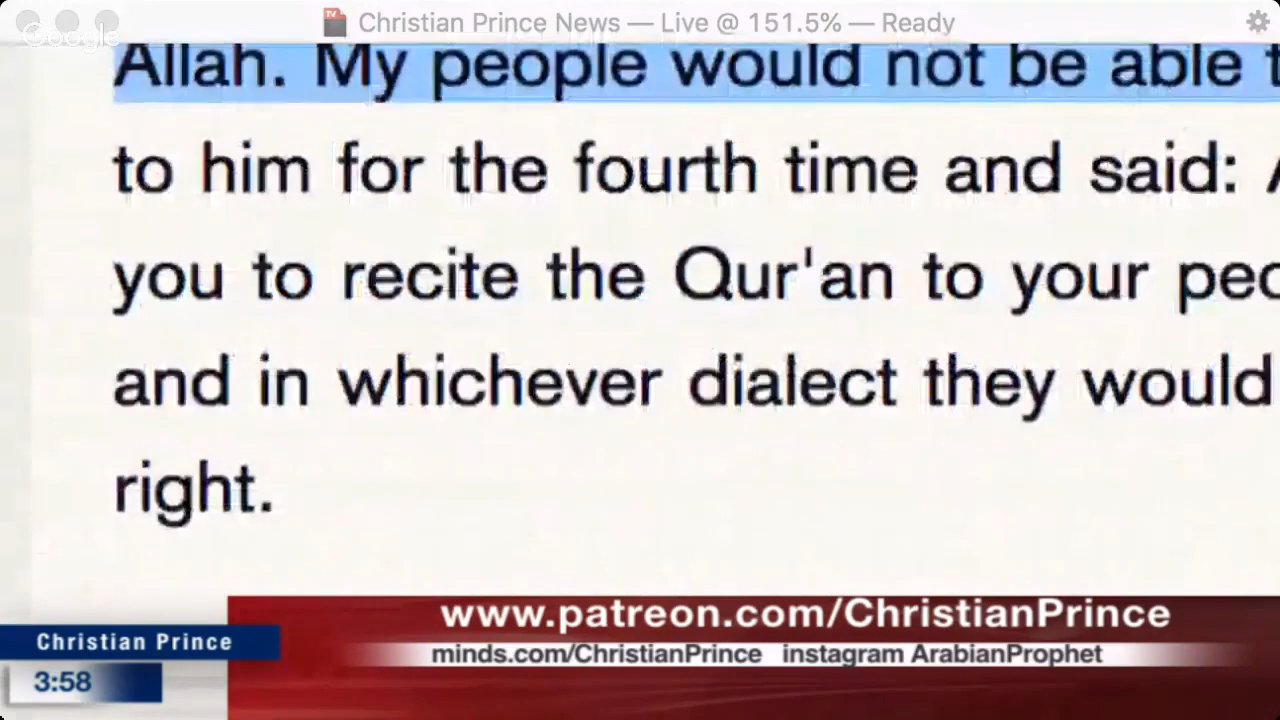 Christian Prince News — Live @ 151.5% — Ready
Google
Allah. My people would not be able
to him for the fourth time and said:
you to recite the Qur'an to your
and in whichever dialect they would
right.
www.patreon.com/ChristianPrince
Christian Prince
minds.com/ChristianPrince instagram ArabianProphet
3:58